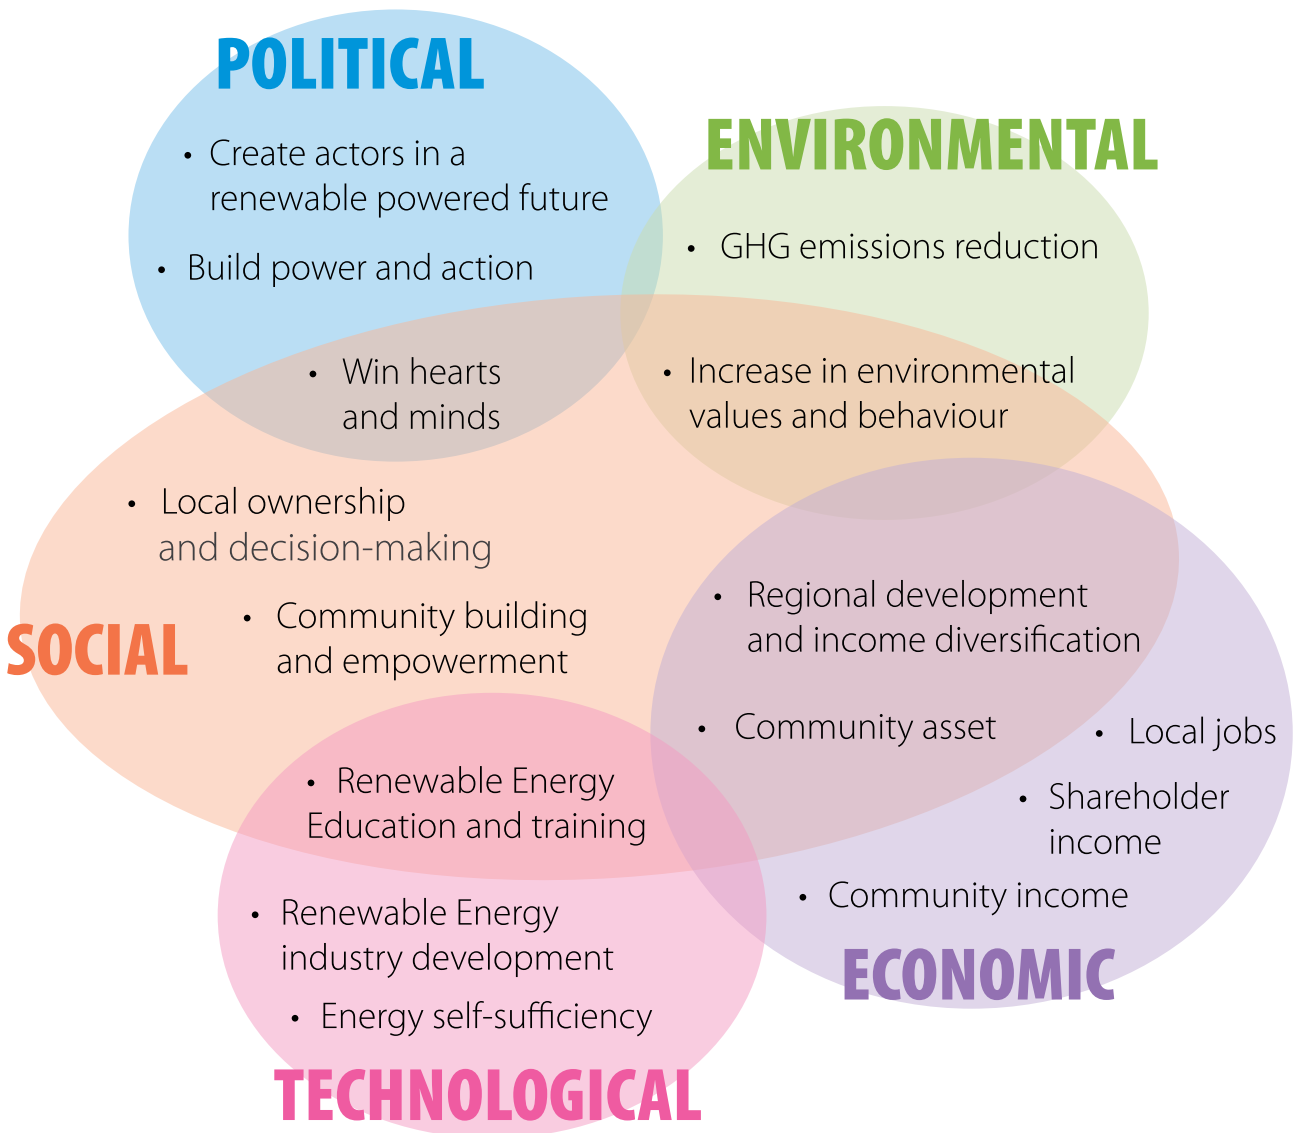 POLITICAL
• Create actors in a
renewable powered future
• Build power and action
ENVIRONMENTAL
• GHG emissions reduction
• Win hearts
and minds
• Increase in environmental
values and behaviour
• Local ownership
and decision-making
• Community building
and empowerment
SOCIAL
• Regional development
and income diversification
• Community asset
• Local jobs
• Shareholder
income
• Community income
ECONOMIC
• Renewable Energy
Education and training
• Renewable Energy
industry development
• Energy self-sufficiency
TECHNOLOGICAL